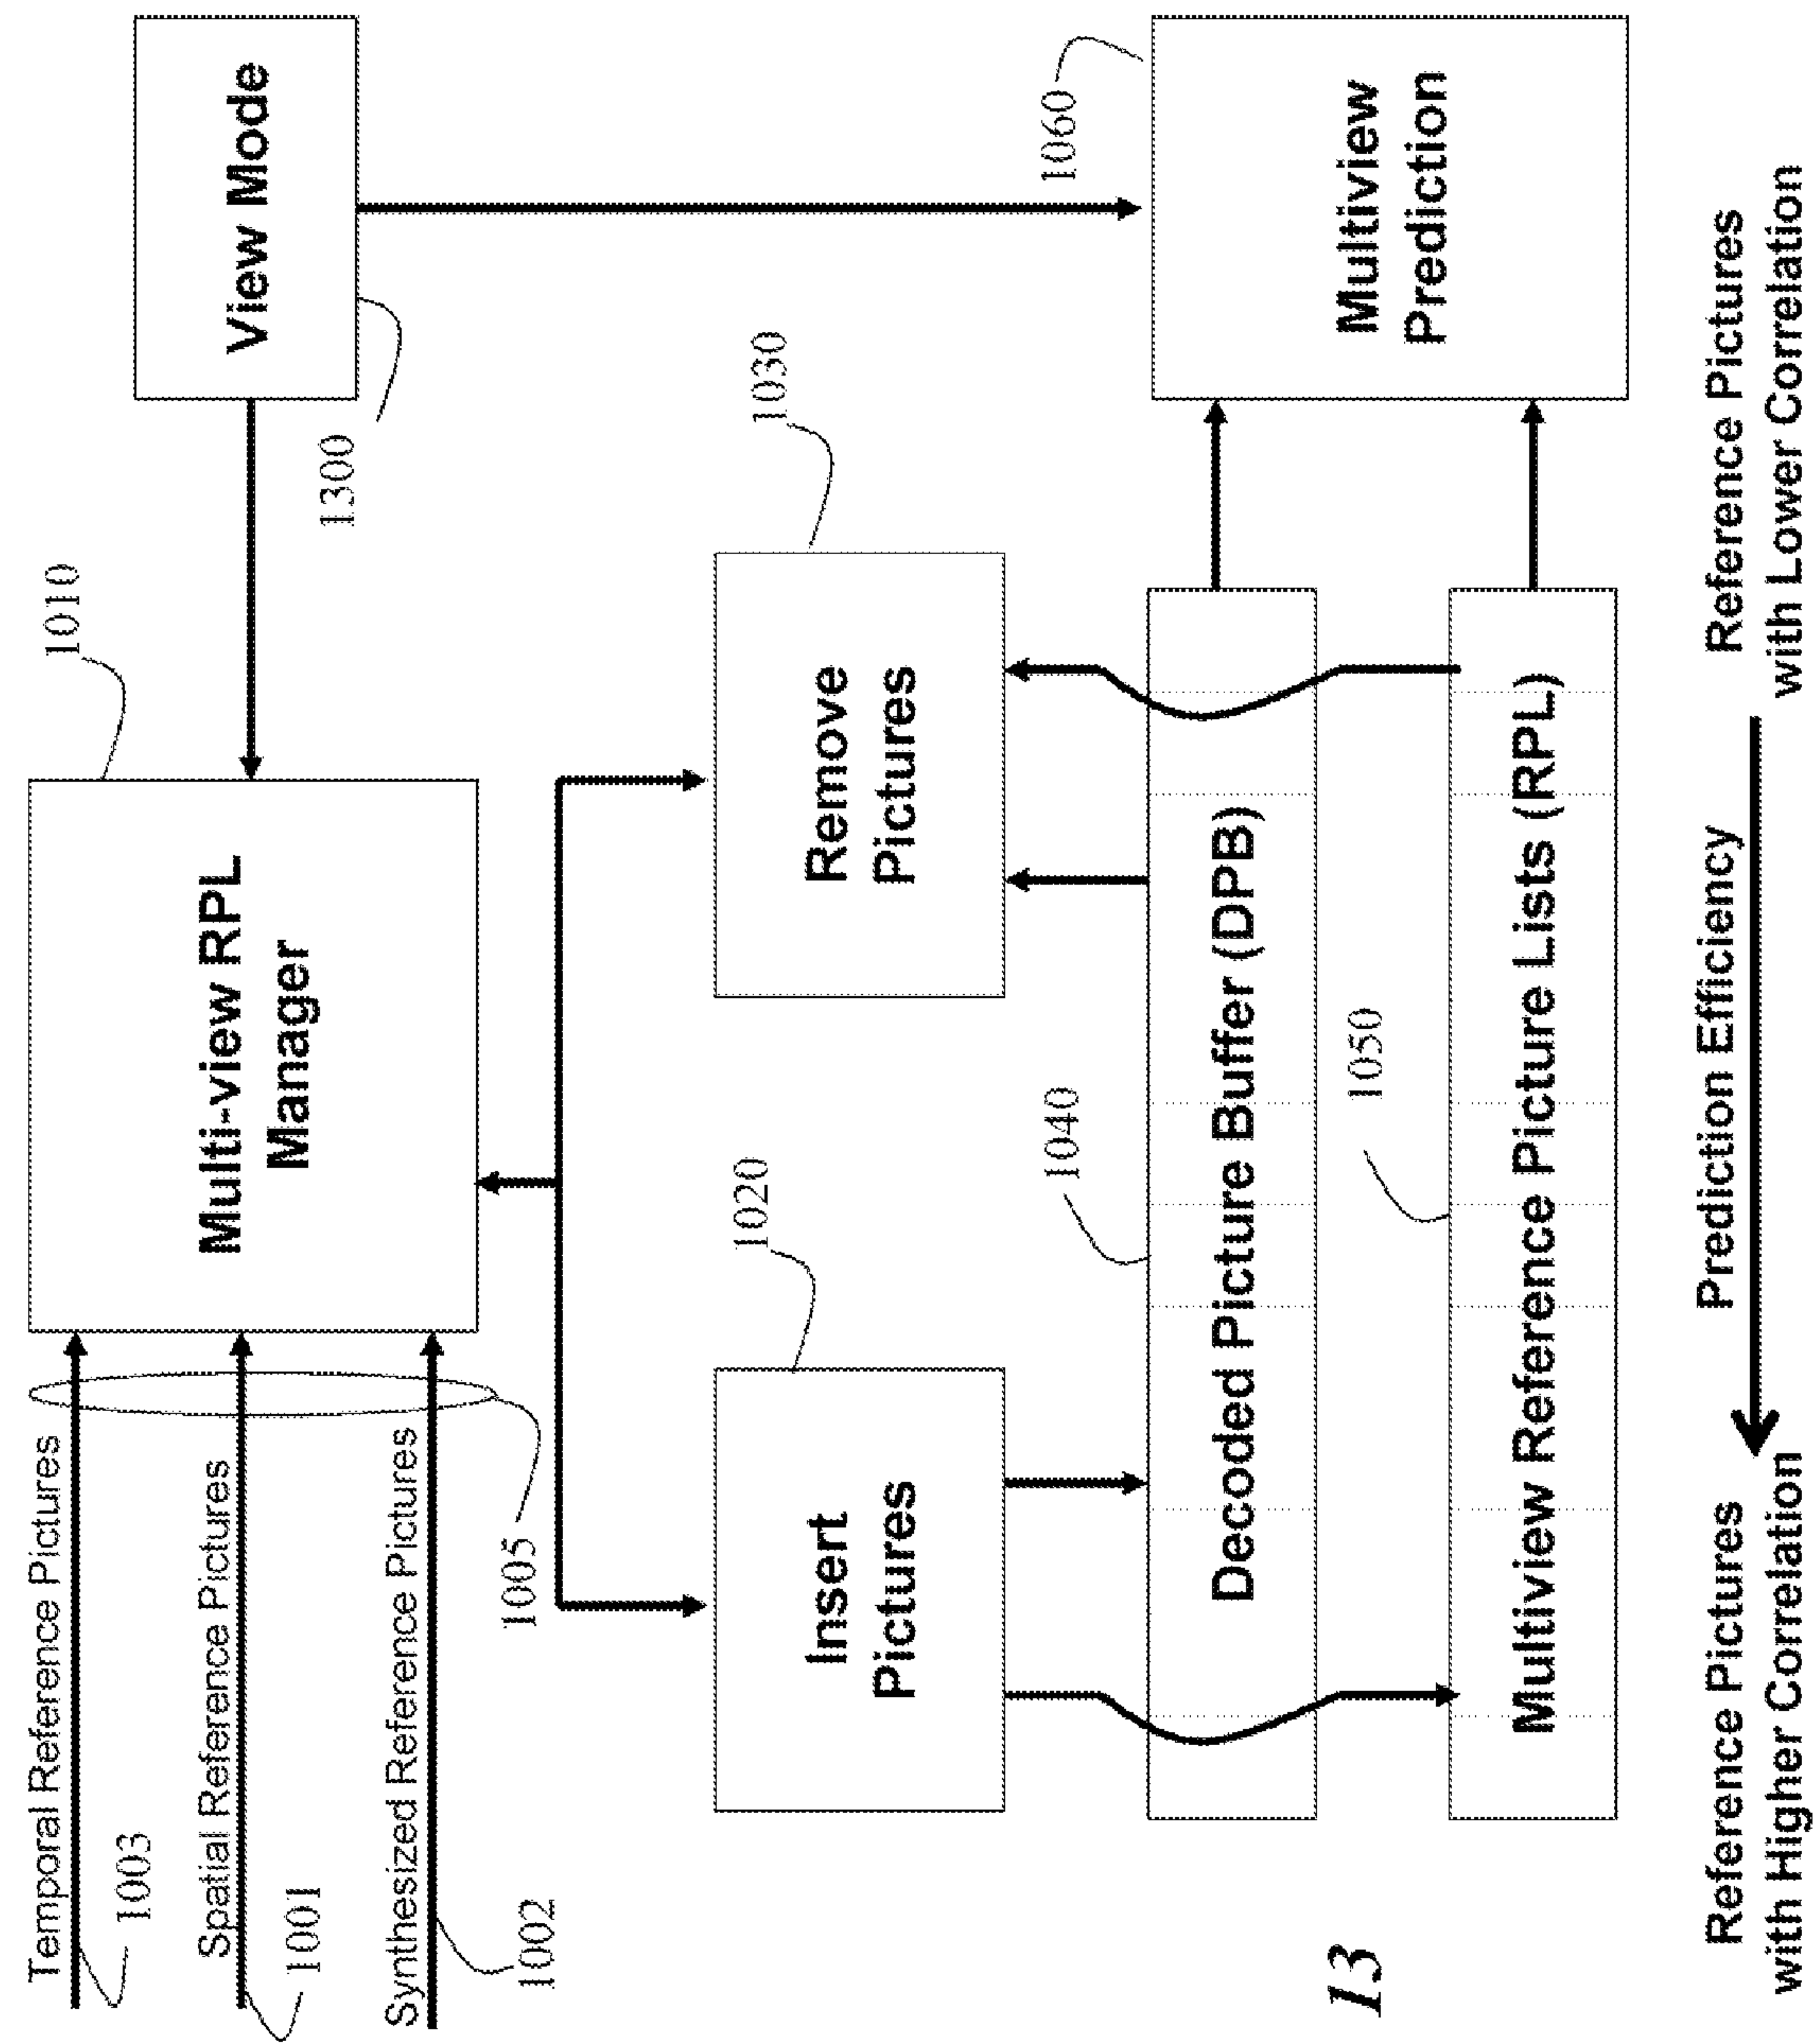 Temporal Reference Pictures
1003
Spatial Reference Pictures
1001
Synthesized Reference Pictures
1002
1005
Multi-view RPL
Manager
1010
View Mode
1300
Insert
Pictures
1020
Remove
Pictures
1030
1040
Decoded Picture Buffer (DPB)
1050
Multiview Reference Picture Lists (RPL)
1060
Multiview
Prediction
13
Reference Pictures
with Higher Correlation
Prediction Efficiency
Reference Pictures
with Lower Correlation